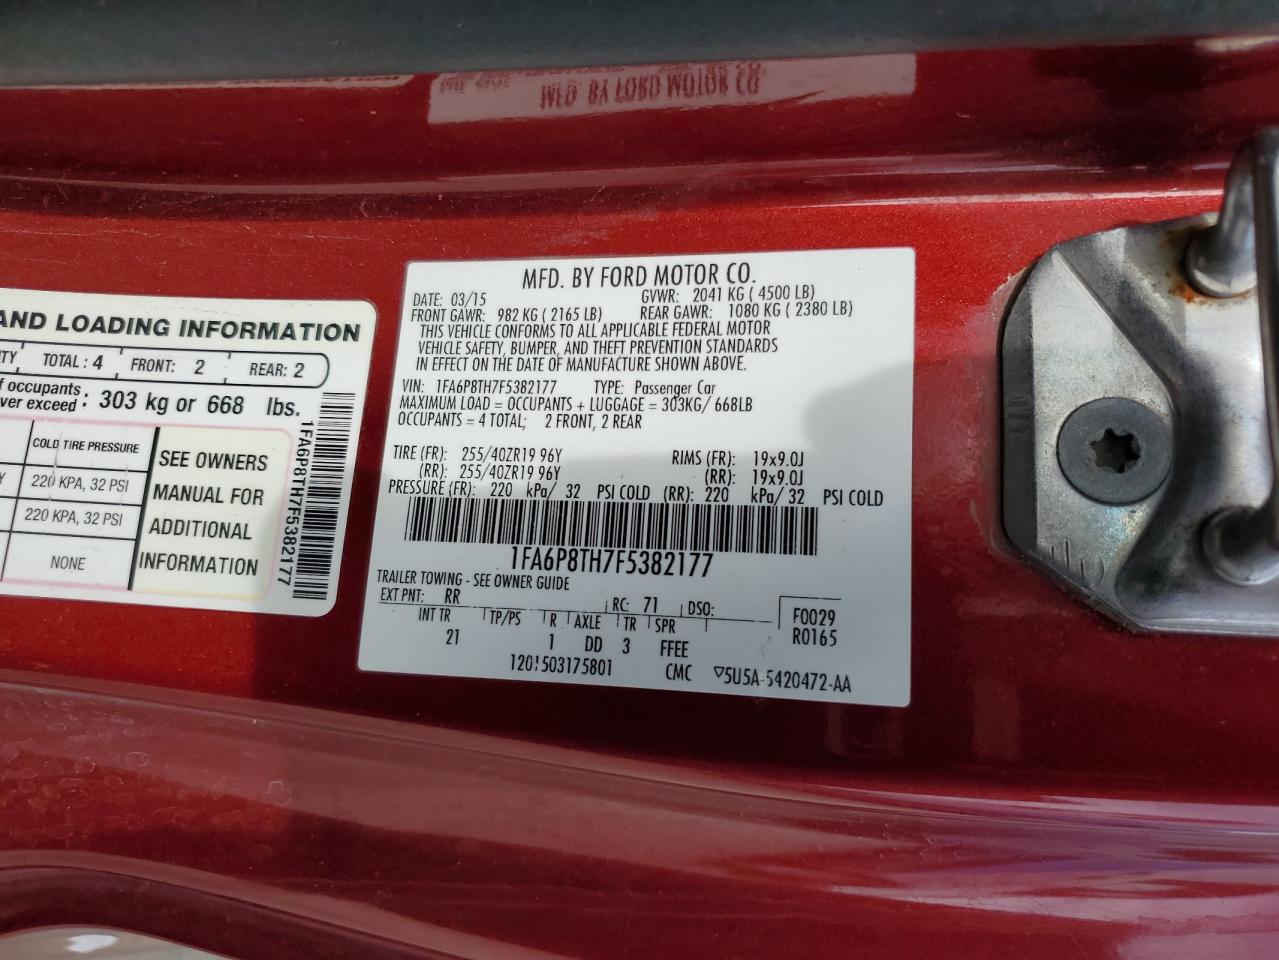 MFD. BY FORD MOTOR CO.
MFD. BY FORD MOTOR CO.
DATE: 03/15 GVWR: 2041 KG ( 4500 LB)
FRONT GAWR: 982 KG ( 2165 LB) REAR GAWR: 1080 KG ( 2380 LB)
THIS VEHICLE CONFORMS TO ALL APPLICABLE FEDERAL MOTOR
VEHICLE SAFETY, BUMPER, AND THEFT PREVENTION STANDARDS
IN EFFECT ON THE DATE OF MANUFACTURE SHOWN ABOVE.
VIN: 1FA6P8TH7F5382177 TYPE: Passenger Car
MAXIMUM LOAD = OCCUPANTS + LUGGAGE = 303KG/ 668LB
OCCUPANTS = 4 TOTAL; 2 FRONT, 2 REAR
TIRE (FR): 255/40ZR19 96Y RIMS (FR): 19x9.0J
(RR): 255/40ZR19 96Y (RR): 19x9.0J
PRESSURE (FR): 220 kPa/ 32 PSI COLD (RR): 220 kPa/ 32 PSI COLD
1FA6P8TH7F5382177
TRAILER TOWING - SEE OWNER GUIDE
EXT PNT: RR RC: 71 DSO: F0029
INT TR TP/PS R AXLE TR SPR R0165
21 1 DD 3 FFEE
1201503175801 CMC ▽5U5A-5420472-AA
AND LOADING INFORMATION
TOTAL: 4 FRONT: 2 REAR: 2
of occupants
ver exceed : 303 kg or 668 lbs.
COLD TIRE PRESSURE
220 KPA, 32 PSI
220 KPA, 32 PSI
NONE
SEE OWNERS
MANUAL FOR
ADDITIONAL
INFORMATION
1FA6P8TH7F5382177